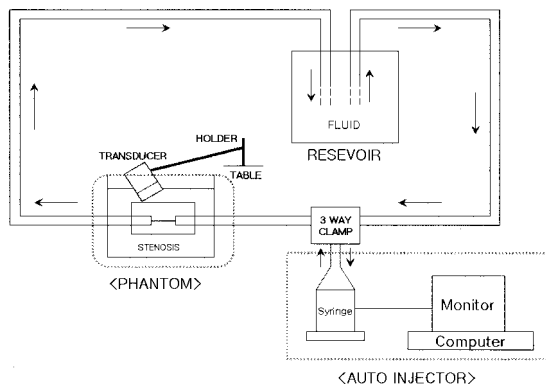 FLUID
RESEVOIR
HOLDER
TRANSDUCER
TABLE
STENOSIS
<PHANTOM>
3 WAY
CLAMP
Syringe
Monitor
Computer
<AUTO INJECTOR>